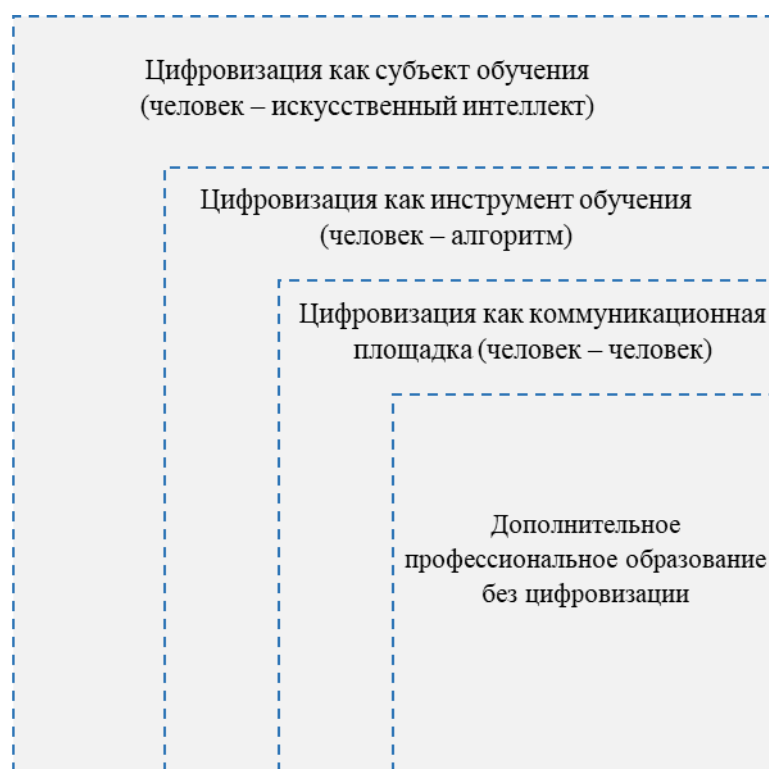 Цифровизация как субъект обучения
(человек – искусственный интеллект)
Цифровизация как инструмент обучения
(человек – алгоритм)
Цифровизация как коммуникационная
площадка (человек – человек)
Дополнительное
профессиональное образование
без цифровизации